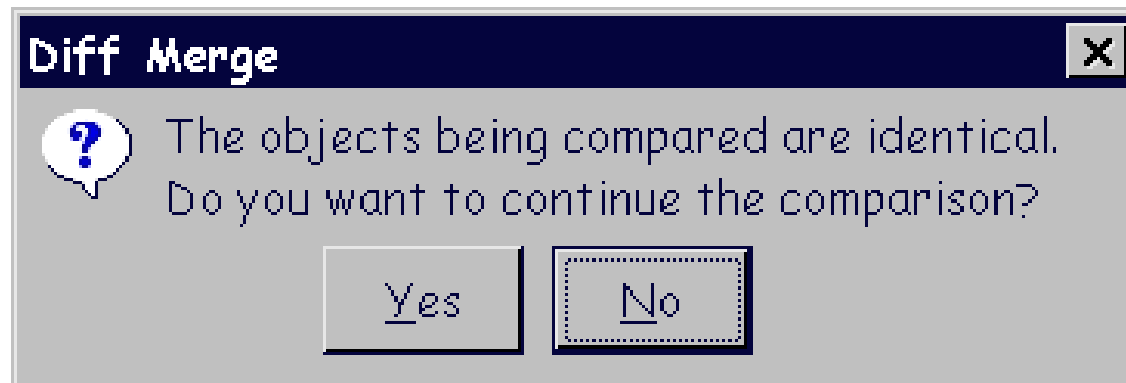 Diff Merge
The objects being compared are identical.
Do you want to continue the comparison?
Yes No